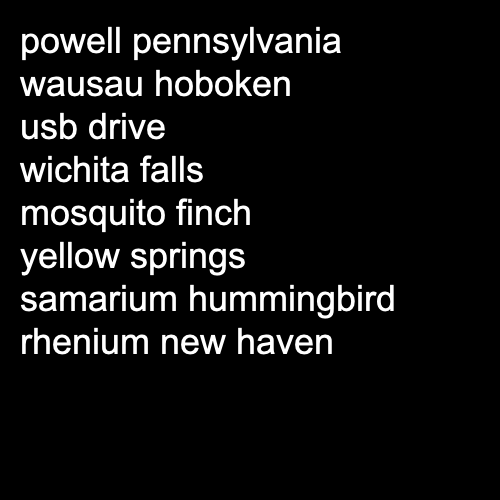 powell pennsylvania
wausau hoboken
usb drive
wichita falls
mosquito finch
yellow springs
samarium hummingbird
rhenium new haven